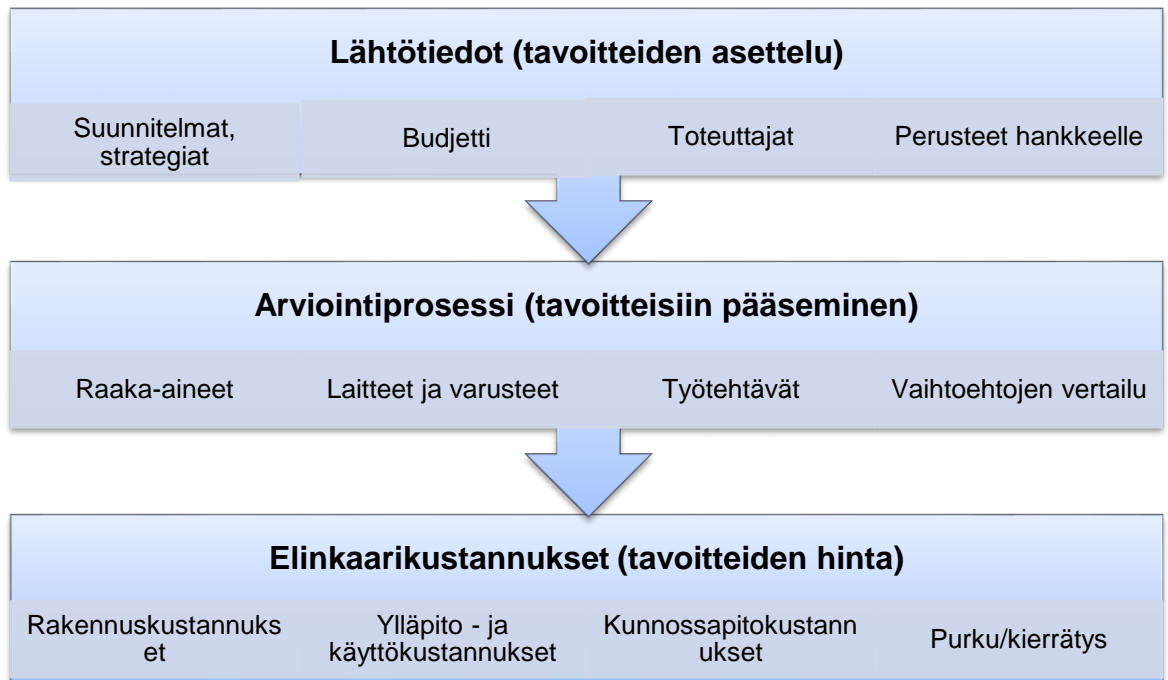 Lähtötiedot (tavoitteiden asettelu)
Suunnitelmat,
strategiat
Budjetti
Toteuttajat
Perusteet hankkeelle
Arviointiprosessi (tavoitteisiin pääseminen)
Raaka-aineet
Laitteet ja varusteet
Työtehtävät
Vaihtoehtojen vertailu
Elinkaarikustannukset (tavoitteiden hinta)
Rakennuskustannuks
et
Ylläpito - ja
käyttökustannukset
Kunnossapitokustann
ukset
Purku/kierrätys